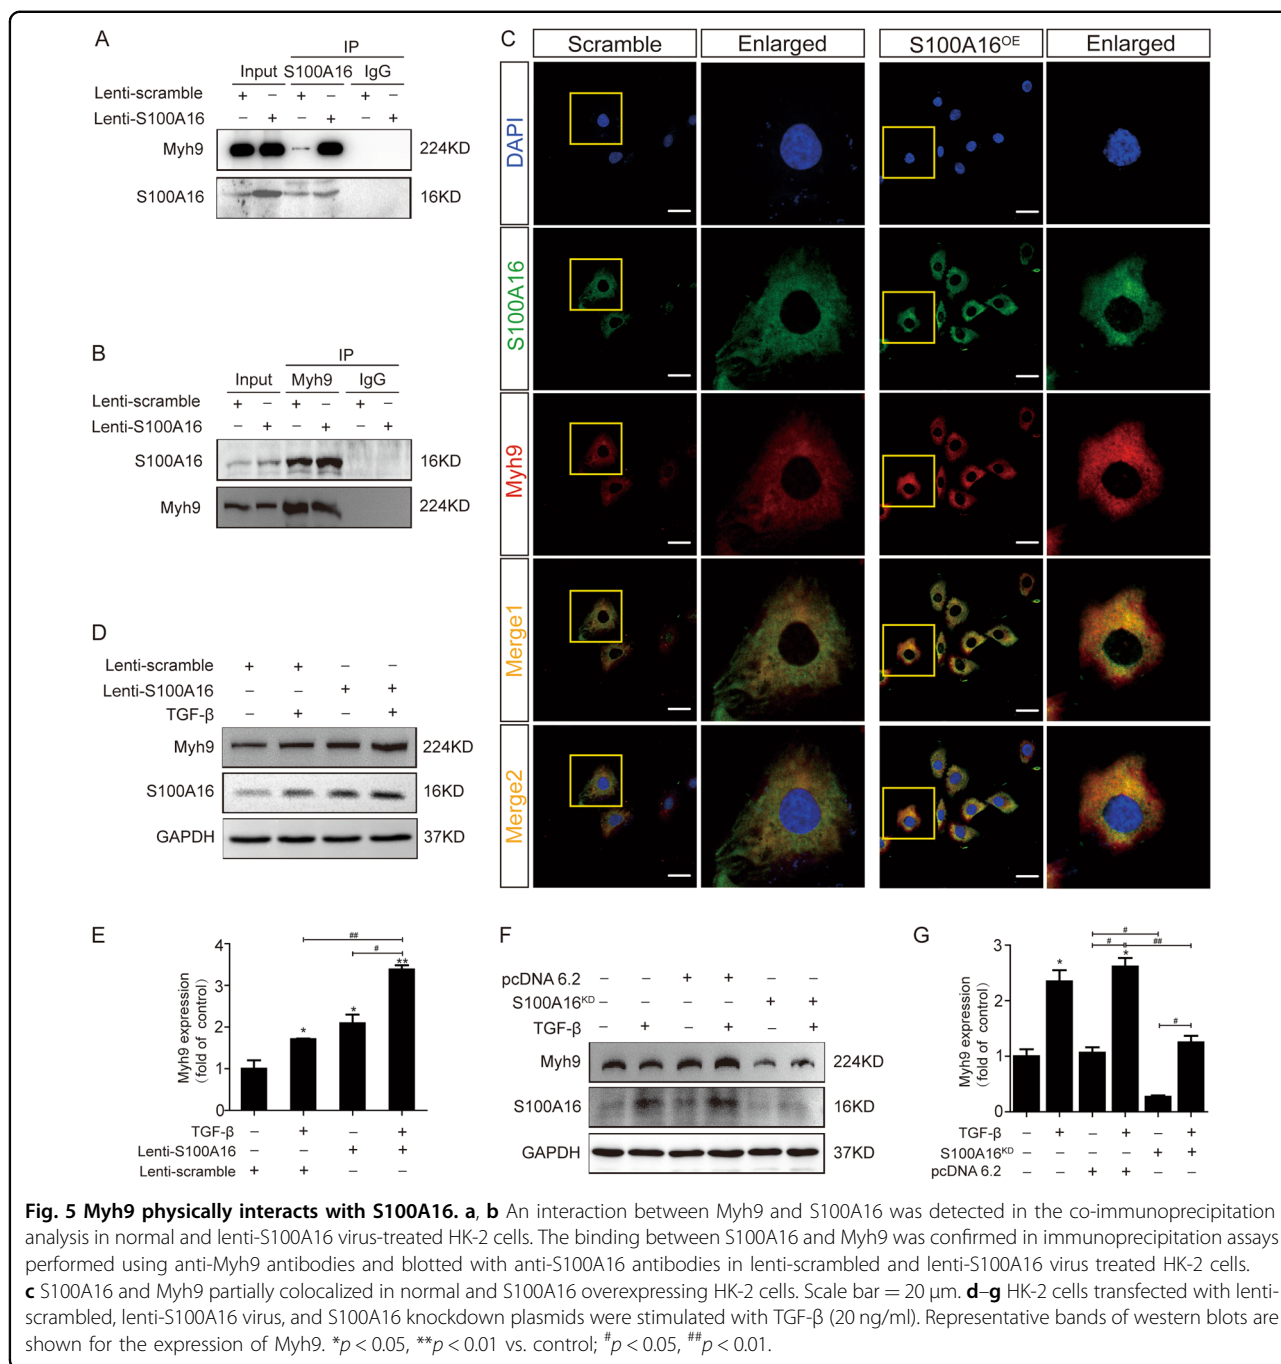 A
IP
Input S100A16 IgG
Lenti-scramble + – + – + –
Lenti-S100A16 – + – + – +
Myh9 224KD
S100A16 16KD
B
IP
Input Myh9 IgG
Lenti-scramble + – + – + –
Lenti-S100A16 – + – + – +
S100A16 16KD
Myh9 224KD
C
Scramble Enlarged S100A16OE Enlarged
DAPI
S100A16
Myh9
Merge1
Merge2
D
Lenti-scramble + + – –
Lenti-S100A16 – – + +
TGF-β – + – +
Myh9 224KD
S100A16 16KD
GAPDH 37KD
E
Myh9 expression
(fold of control)
4
3
2
1
0
##
#
* * **
TGF-β – + – +
Lenti-S100A16 – – + +
Lenti-scramble + + – –
F
pcDNA 6.2 – – + + – –
S100A16KD – – – – + +
TGF-β – + – + – +
Myh9 224KD
S100A16 16KD
GAPDH 37KD
G
Myh9 expression
(fold of control)
3
2
1
0
#
# ##
* *
#
TGF-β – + – + – +
S100A16KD – – – – + +
pcDNA 6.2 – – + + – –
Fig. 5 Myh9 physically interacts with S100A16. a, b An interaction between Myh9 and S100A16 was detected in the co-immunoprecipitation
analysis in normal and lenti-S100A16 virus-treated HK-2 cells. The binding between S100A16 and Myh9 was confirmed in immunoprecipitation assays
performed using anti-Myh9 antibodies and blotted with anti-S100A16 antibodies in lenti-scrambled and lenti-S100A16 virus treated HK-2 cells.
c S100A16 and Myh9 partially colocalized in normal and S100A16 overexpressing HK-2 cells. Scale bar = 20 μm. d–g HK-2 cells transfected with lenti-
scrambled, lenti-S100A16 virus, and S100A16 knockdown plasmids were stimulated with TGF-β (20 ng/ml). Representative bands of western blots are
shown for the expression of Myh9. *p < 0.05, **p < 0.01 vs. control; #p < 0.05, ##p < 0.01.